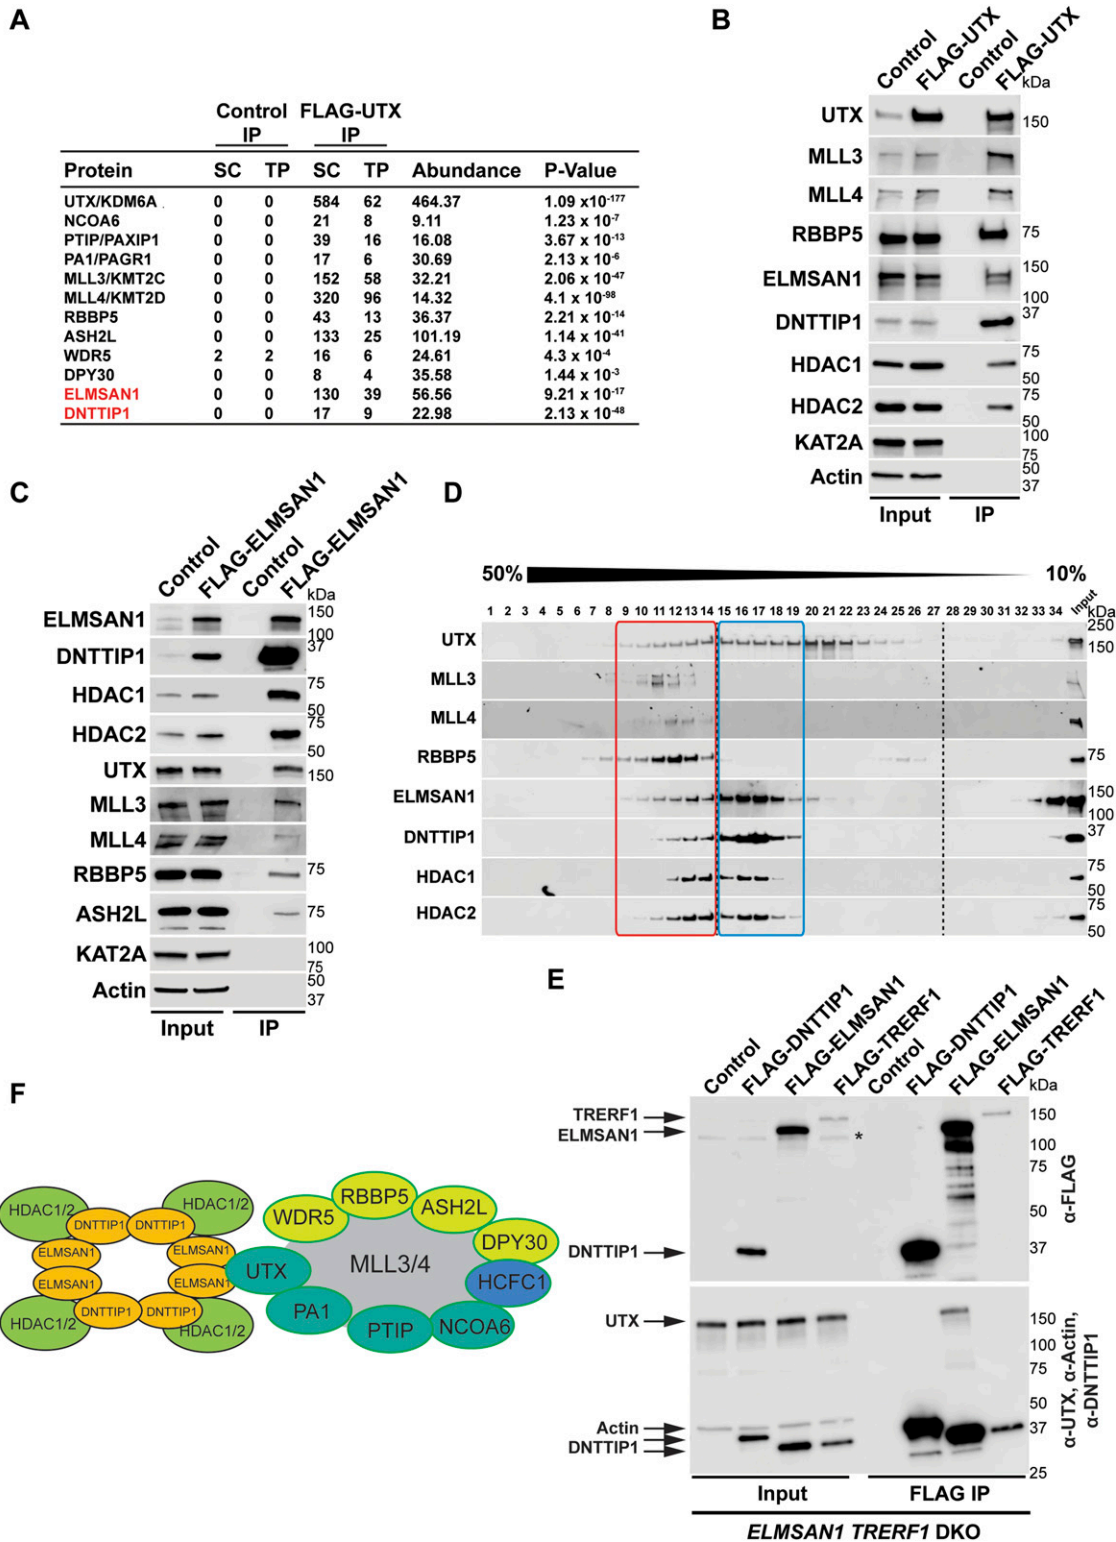 A
Control FLAG-UTX
IP IP
Protein SC TP SC TP Abundance P-Value
UTX/KDM6A 0 0 584 62 464.37 1.09 x10-177
NCOA6 0 0 21 8 9.11 1.23 x 10-7
PTIP/PAXIP1 0 0 39 16 16.08 3.67 x 10-13
PA1/PAGR1 0 0 17 6 30.69 2.13 x 10-6
MLL3/KMT2C 0 0 152 58 32.21 2.06 x 10-47
MLL4/KMT2D 0 0 320 96 14.32 4.1 x 10-98
RBBP5 0 0 43 13 36.37 2.21 x 10-14
ASH2L 0 0 133 25 101.19 1.14 x 10-41
WDR5 2 2 16 6 24.61 4.3 x 10-4
DPY30 0 0 8 4 35.58 1.44 x 10-3
ELMSAN1 0 0 130 39 56.56 9.21 x 10-17
DNTTIP1 0 0 17 9 22.98 2.13 x 10-48
B
Control FLAG-UTX Control FLAG-UTX
kDa
UTX 150
MLL3
MLL4
RBBP5 75
ELMSAN1 150
100
DNTTIP1 37
HDAC1 75
50
HDAC2 75
50
KAT2A 100
75
Actin 50
37
Input IP
C
Control FLAG-ELMSAN1 Control FLAG-ELMSAN1
kDa
ELMSAN1 150
100
DNTTIP1 37
HDAC1 75
50
HDAC2 75
50
UTX 150
MLL3
MLL4
RBBP5 75
ASH2L 75
KAT2A 100
75
Actin 50
37
Input IP
D
50% 10%
1 2 3 4 5 6 7 8 9 10 11 12 13 14 15 16 17 18 19 20 21 22 23 24 25 26 27 28 29 30 31 32 33 34 Input kDa
UTX 250
150
MLL3
MLL4
RBBP5 75
ELMSAN1 150
100
DNTTIP1 37
HDAC1 75
50
HDAC2 75
50
E
Control FLAG-DNTTIP1 FLAG-ELMSAN1 FLAG-TRERF1 Control FLAG-DNTTIP1 FLAG-ELMSAN1 FLAG-TRERF1
kDa
TRERF1 150
ELMSAN1 * 100
75
50
DNTTIP1 37
α-FLAG
UTX 150
100
75
50
Actin 37
DNTTIP1
25
α-UTX, α-Actin,
α-DNTTIP1
Input FLAG IP
ELMSAN1 TRERF1 DKO
F
HDAC1/2 HDAC1/2
DNTTIP1 DNTTIP1
ELMSAN1 ELMSAN1
ELMSAN1 ELMSAN1
DNTTIP1 DNTTIP1
HDAC1/2 HDAC1/2
WDR5 RBBP5 ASH2L
DPY30
UTX MLL3/4 HCFC1
PA1 PTIP NCOA6